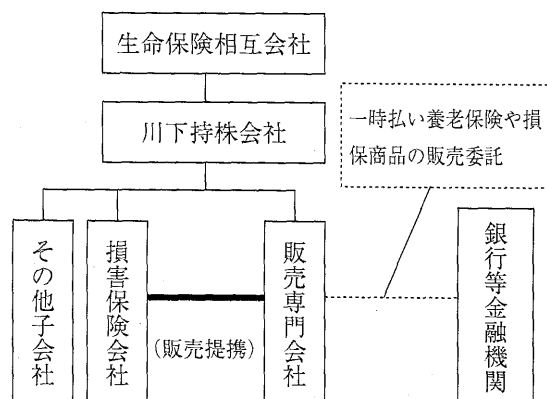 生命保険相互会社
川下持株会社
一時払い養老保険や損
保商品の販売委託
その他子会社
損害保険会社
(販売提携)
販売専門会社
銀行等金融機関